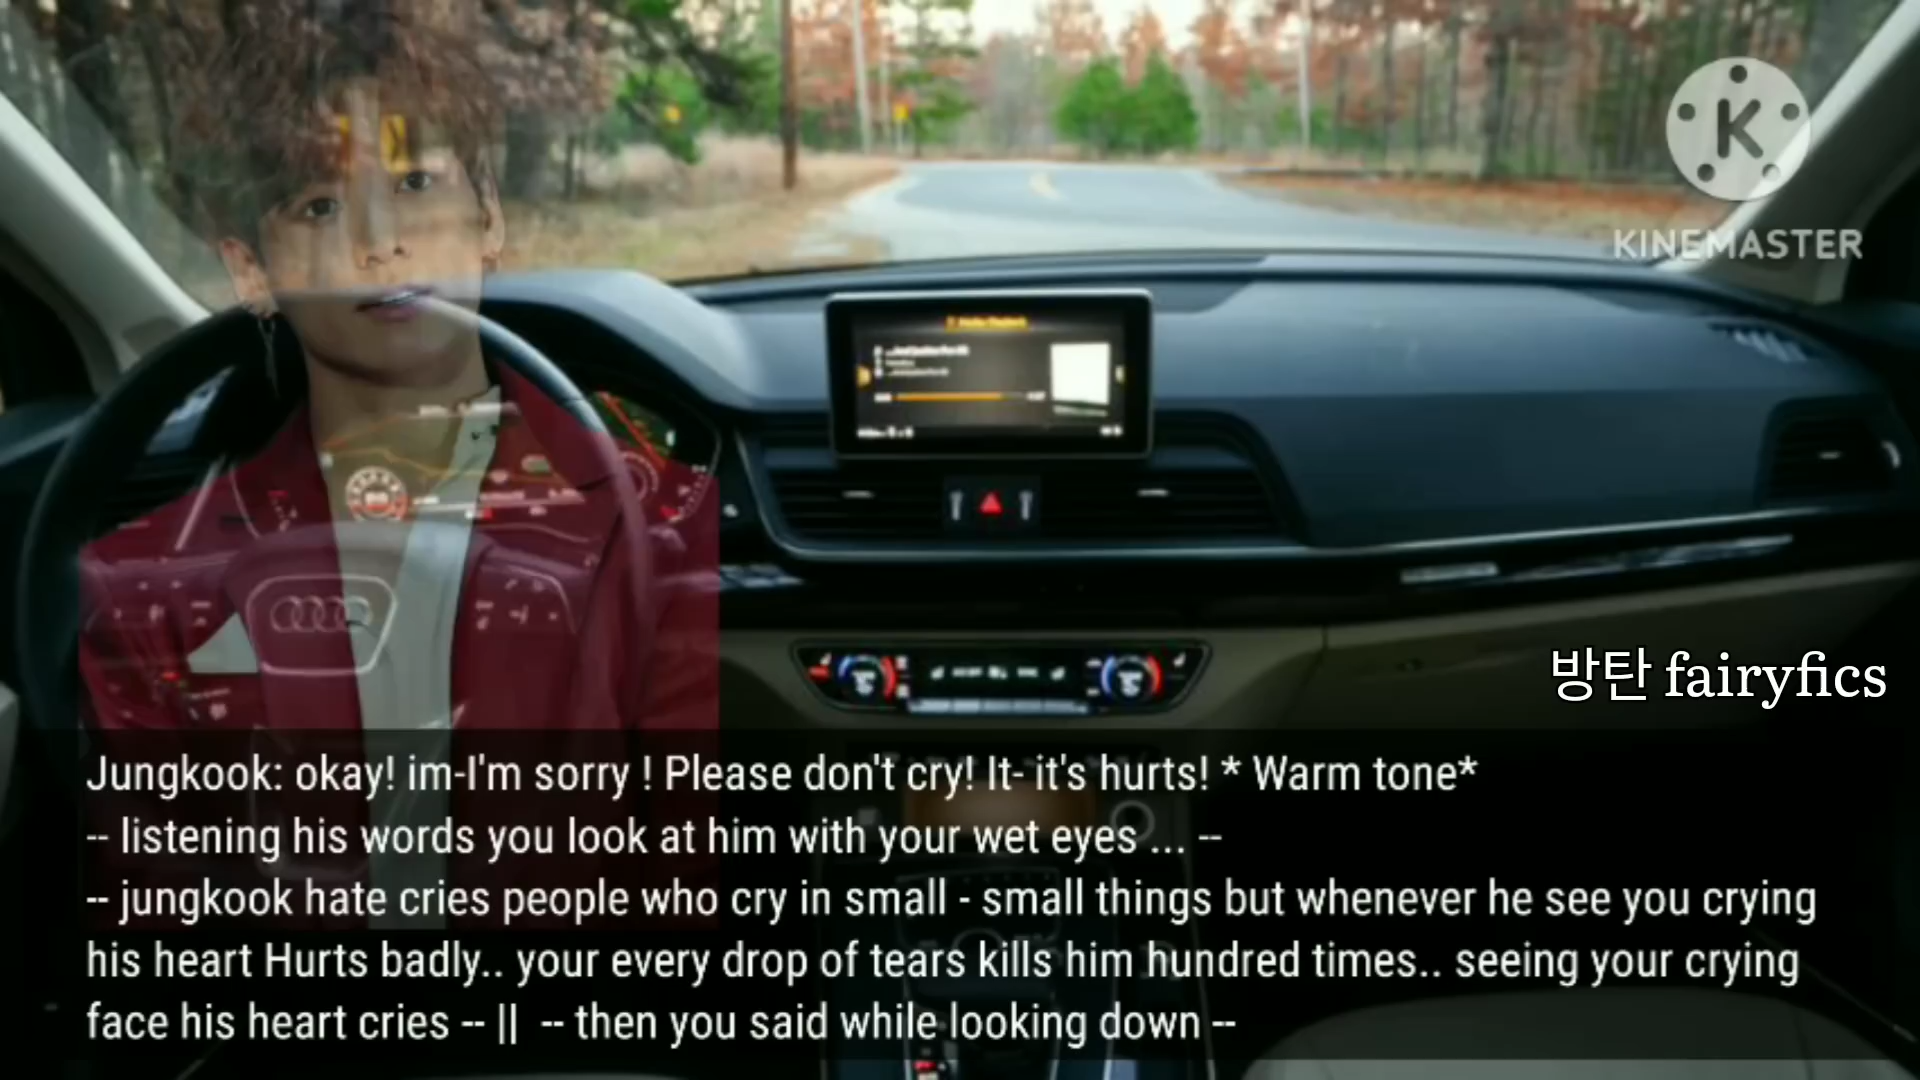 K
KINEMASTER
방탄 fairyfics
Jungkook: okay! im-I'm sorry ! Please don't cry! It- it's hurts! * Warm tone*
-- listening his words you look at him with your wet eyes ... --
-- jungkook hate cries people who cry in small - small things but whenever he see you crying
his heart Hurts badly.. your every drop of tears kills him hundred times.. seeing your crying
face his heart cries -- || -- then you said while looking down --